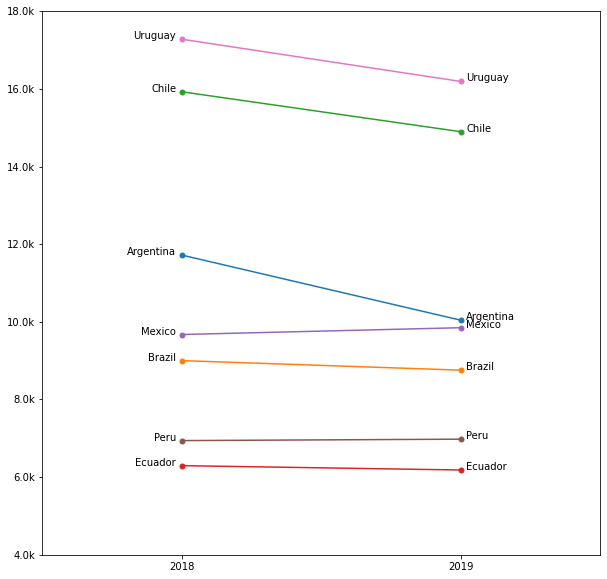 18.0k
Uruguay
Uruguay
16.0k
Chile
Chile
14.0k
12.0k
Argentina
10.0k
Argentina
Mexico
Mexico
Brazil
Brazil
8.0k
Peru
Peru
Ecuador
Ecuador
6.0k
4.0k
2018 2019